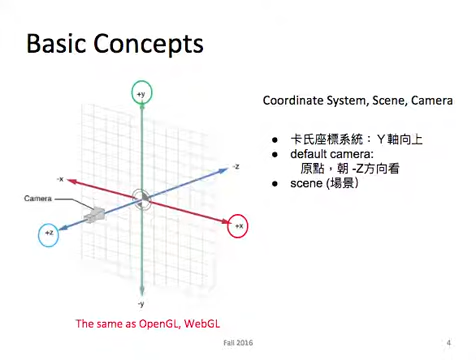 Basic Concepts
+y
Coordinate System, Scene, Camera
● 卡氏座標系統：Y軸向上
● default camera:
原點，朝 -Z方向看
● scene (場景)
-z
-x
Camera
+z
+x
-y
The same as OpenGL, WebGL
Fall 2016
4